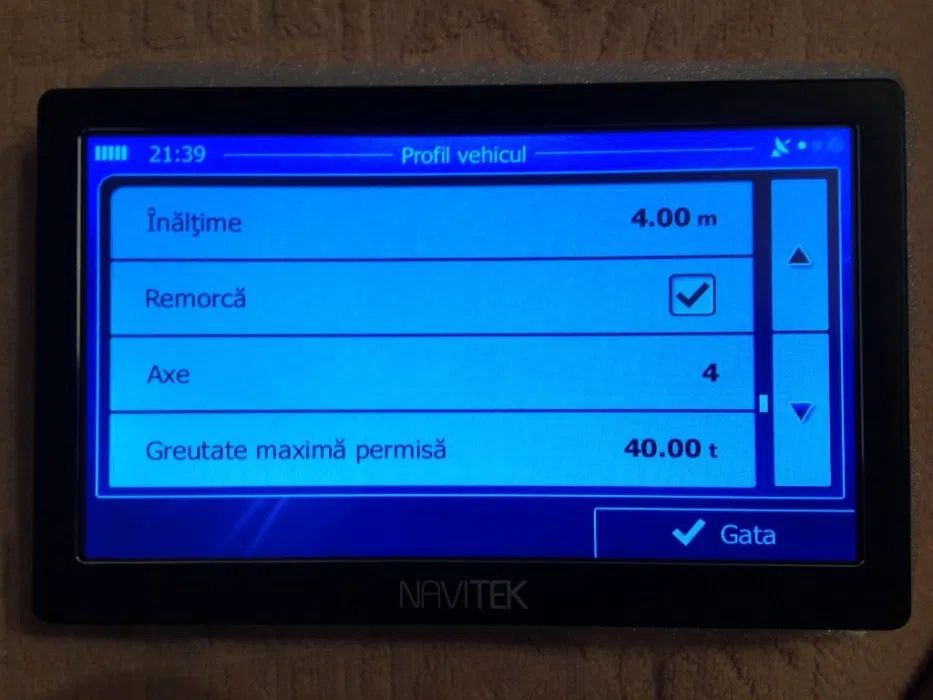 21:39 Profil vehicul
Înălţime 4.00 m
Remorcă
Axe 4
Greutate maximă permisă 40.00 t
Gata
NAVITEK